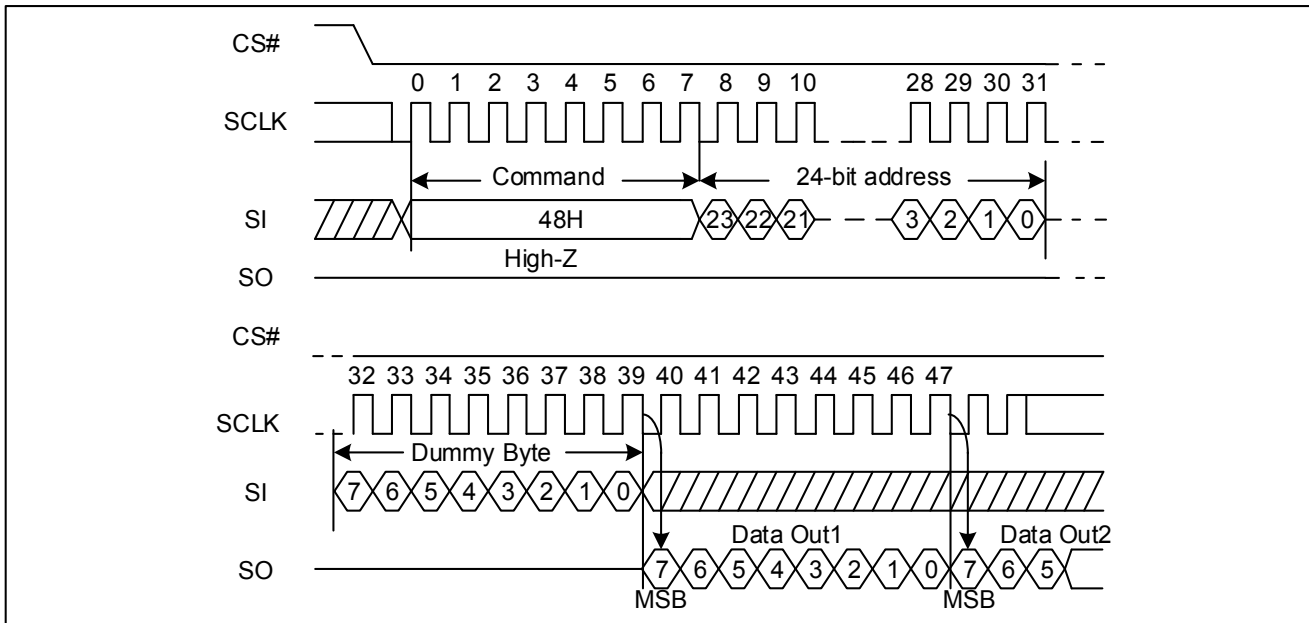 CS#
0 1 2 3 4 5 6 7 8 9 10 28 29 30 31
SCLK
Command 24-bit address
SI 48H 23 22 21 3 2 1 0
High-Z
SO
CS#
32 33 34 35 36 37 38 39 40 41 42 43 44 45 46 47
SCLK
Dummy Byte
SI 7 6 5 4 3 2 1 0
Data Out1 Data Out2
SO 7 6 5 4 3 2 1 0 7 6 5
MSB MSB